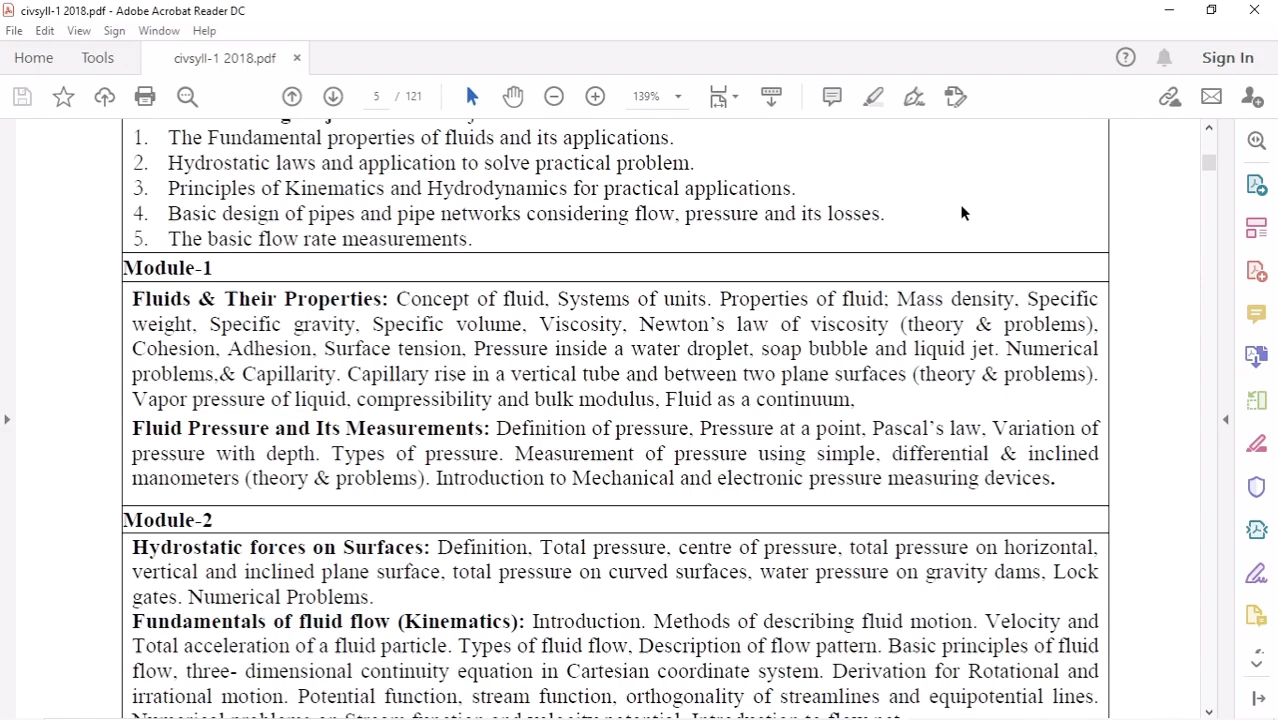 civsyll-1 2018.pdf - Adobe Acrobat Reader DC
File Edit View Sign Window Help
Home Tools civsyll-1 2018.pdf × Sign In
5 / 121 139%
1. The Fundamental properties of fluids and its applications.
2. Hydrostatic laws and application to solve practical problem.
3. Principles of Kinematics and Hydrodynamics for practical applications.
4. Basic design of pipes and pipe networks considering flow, pressure and its losses.
5. The basic flow rate measurements.
Module-1
Fluids & Their Properties: Concept of fluid, Systems of units. Properties of fluid; Mass density, Specific
weight, Specific gravity, Specific volume, Viscosity, Newton's law of viscosity (theory & problems),
Cohesion, Adhesion, Surface tension, Pressure inside a water droplet, soap bubble and liquid jet. Numerical
problems,& Capillarity. Capillary rise in a vertical tube and between two plane surfaces (theory & problems).
Vapor pressure of liquid, compressibility and bulk modulus, Fluid as a continuum,
Fluid Pressure and Its Measurements: Definition of pressure, Pressure at a point, Pascal's law, Variation of
pressure with depth. Types of pressure. Measurement of pressure using simple, differential & inclined
manometers (theory & problems). Introduction to Mechanical and electronic pressure measuring devices.
Module-2
Hydrostatic forces on Surfaces: Definition, Total pressure, centre of pressure, total pressure on horizontal,
vertical and inclined plane surface, total pressure on curved surfaces, water pressure on gravity dams, Lock
gates. Numerical Problems.
Fundamentals of fluid flow (Kinematics): Introduction. Methods of describing fluid motion. Velocity and
Total acceleration of a fluid particle. Types of fluid flow, Description of flow pattern. Basic principles of fluid
flow, three- dimensional continuity equation in Cartesian coordinate system. Derivation for Rotational and
irrational motion. Potential function, stream function, orthogonality of streamlines and equipotential lines.